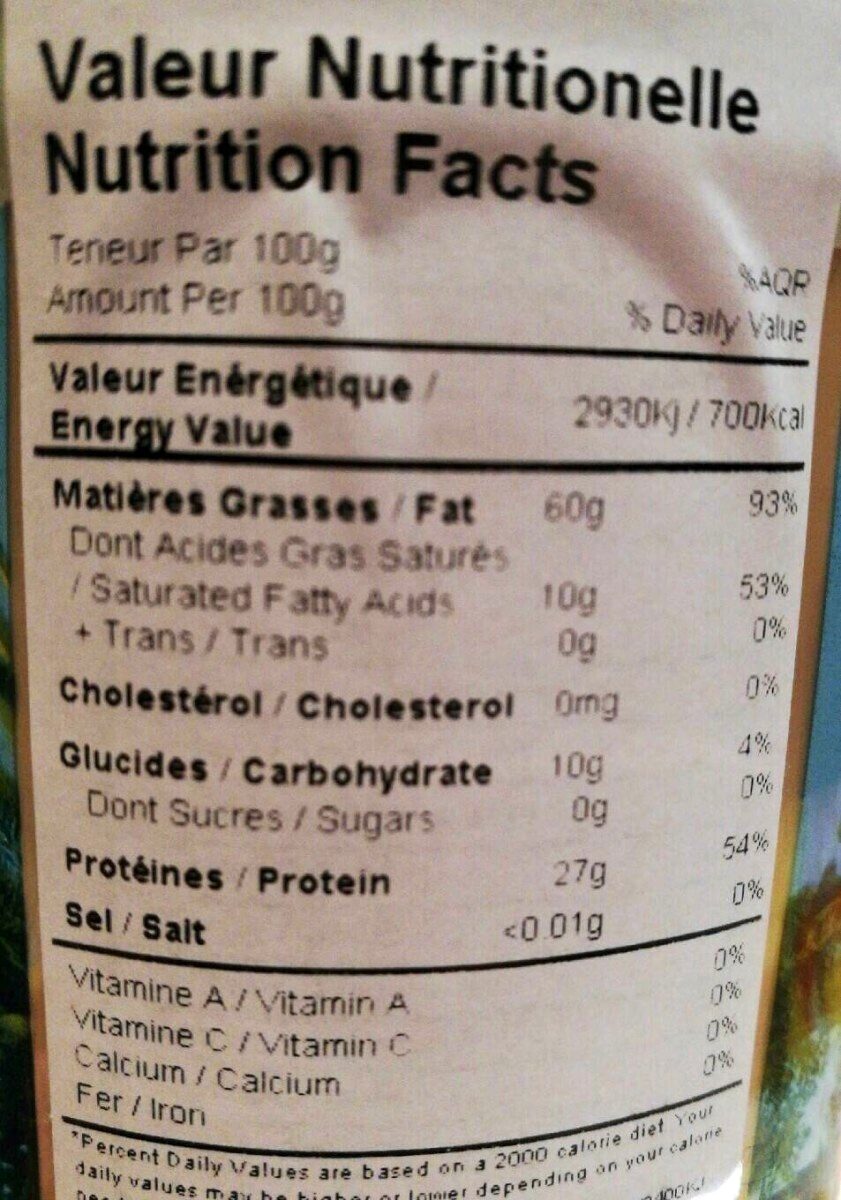 Valeur Nutritionelle
Nutrition Facts
Teneur Par 100g %AQR
Amount Per 100g % Daily Value
Valeur Enérgétique /
Energy Value 2930Kj / 700Kcal
Matières Grasses / Fat 60g 93%
Dont Acides Gras Saturés
/ Saturated Fatty Acids 10g 53%
+ Trans / Trans 0g 0%
Cholestérol / Cholesterol 0mg 0%
Glucides / Carbohydrate 10g 4%
Dont Sucres / Sugars 0g 0%
Protéines / Protein 27g 54%
Sel / Salt <0.01g 0%
Vitamine A / Vitamin A 0%
Vitamine C / Vitamin C 0%
Calcium / Calcium 0%
Fer / Iron 0%
*Percent Daily Values are based on a 2000 calorie diet Your
daily values may be higher or lower depending on your calorie